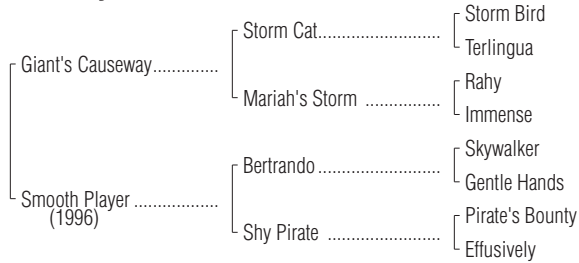 Storm Bird
Storm Cat..............................
Terlingua
Giant's Causeway..............
Rahy
Mariah's Storm ..................
Immense
Skywalker
Bertrando..............................
Gentle Hands
Smooth Player ..................
(1996)
Pirate's Bounty
Shy Pirate ...........................
Effusively